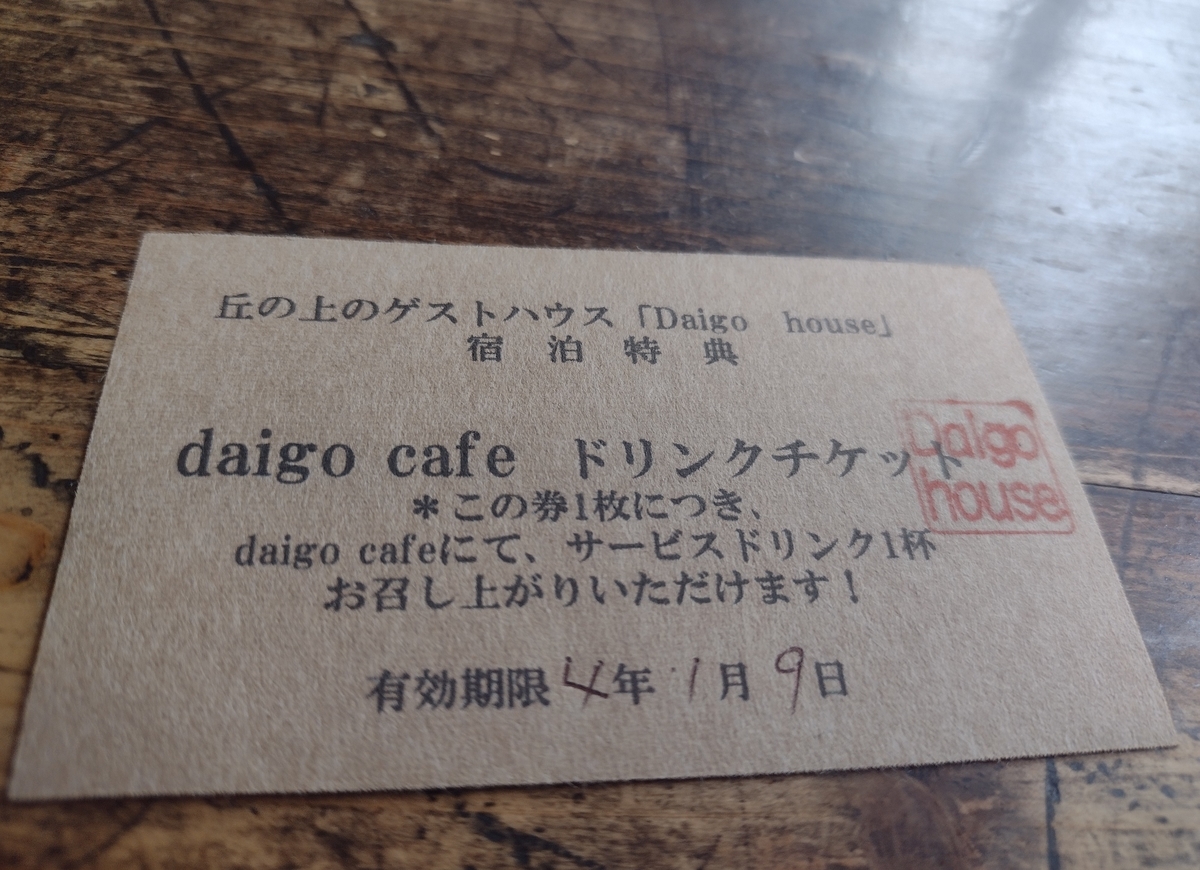 丘の上のゲストハウス「Daigo house」
宿泊特典
daigo cafe ドリンクチケット
＊この券1枚につき、
daigo cafeにて、サービスドリンク1杯
お召し上がりいただけます！
有効期限4年1月9日
Daigo
house